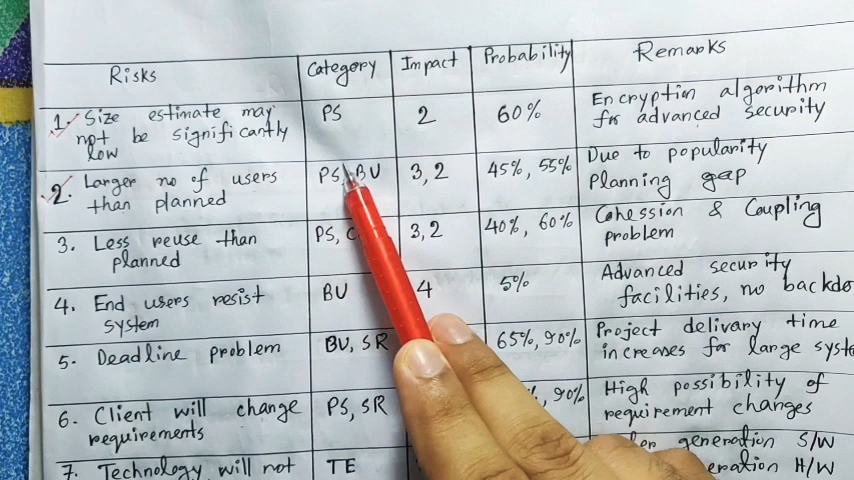 Risks Category Impact Probability Remarks
1. Size estimate may PS 2 60% Encryption algorithm
not be significantly for advanced security
low
2. Larger no of users PS, BU 3, 2 45%, 55% Due to popularity
than planned Planning gap
3. Less reuse than PS, 3, 2 40%, 60% Cohession & Coupling
planned problem
4. End users resist BU 4 5% Advanced security
system facilities, no
5. Deadline problem BU, SR 65%, 90% Project delivary time
increases for large
6. Client will change PS, SR 90% High possibility of
requirements requirement changes
7. Technology will not TE generation S/W
H/W